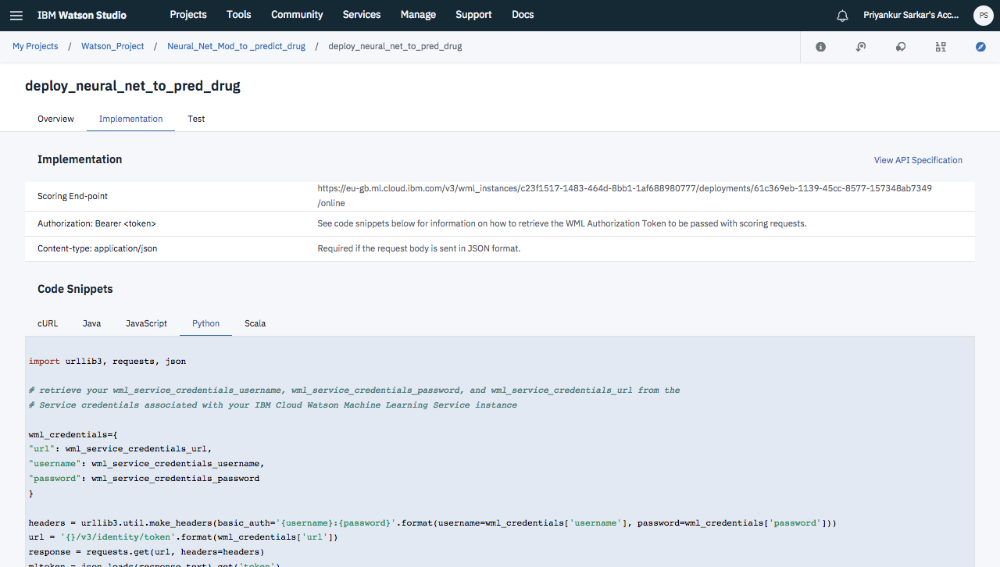 IBM Watson Studio Projects Tools Community Services Manage Support Docs Priyankur Sarkar's Acc... PS
My Projects / Watson_Project / Neural_Net_Mod_to _predict_drug / deploy_neural_net_to_pred_drug
deploy_neural_net_to_pred_drug
Overview Implementation Test
Implementation View API Specification
Scoring End-point https://eu-gb.ml.cloud.ibm.com/v3/wml_instances/c23f1517-1483-464d-8bb1-1af688980777/deployments/61c369eb-1139-45cc-8577-157348ab7349
/online
Authorization: Bearer <token> See code snippets below for information on how to retrieve the WML Authorization Token to be passed with scoring requests.
Content-type: application/json Required if the request body is sent in JSON format.
Code Snippets
cURL Java JavaScript Python Scala
import urllib3, requests, json
# retrieve your wml_service_credentials_username, wml_service_credentials_password, and wml_service_credentials_url from the
# Service credentials associated with your IBM Cloud Watson Machine Learning Service instance
wml_credentials={
"url": wml_service_credentials_url,
"username": wml_service_credentials_username,
"password": wml_service_credentials_password
}
headers = urllib3.util.make_headers(basic_auth='{username}:{password}'.format(username=wml_credentials['username'], password=wml_credentials['password']))
url = '{}/v3/identity/token'.format(wml_credentials['url'])
response = requests.get(url, headers=headers)
mltoken = json.loads(response.text).get('token')